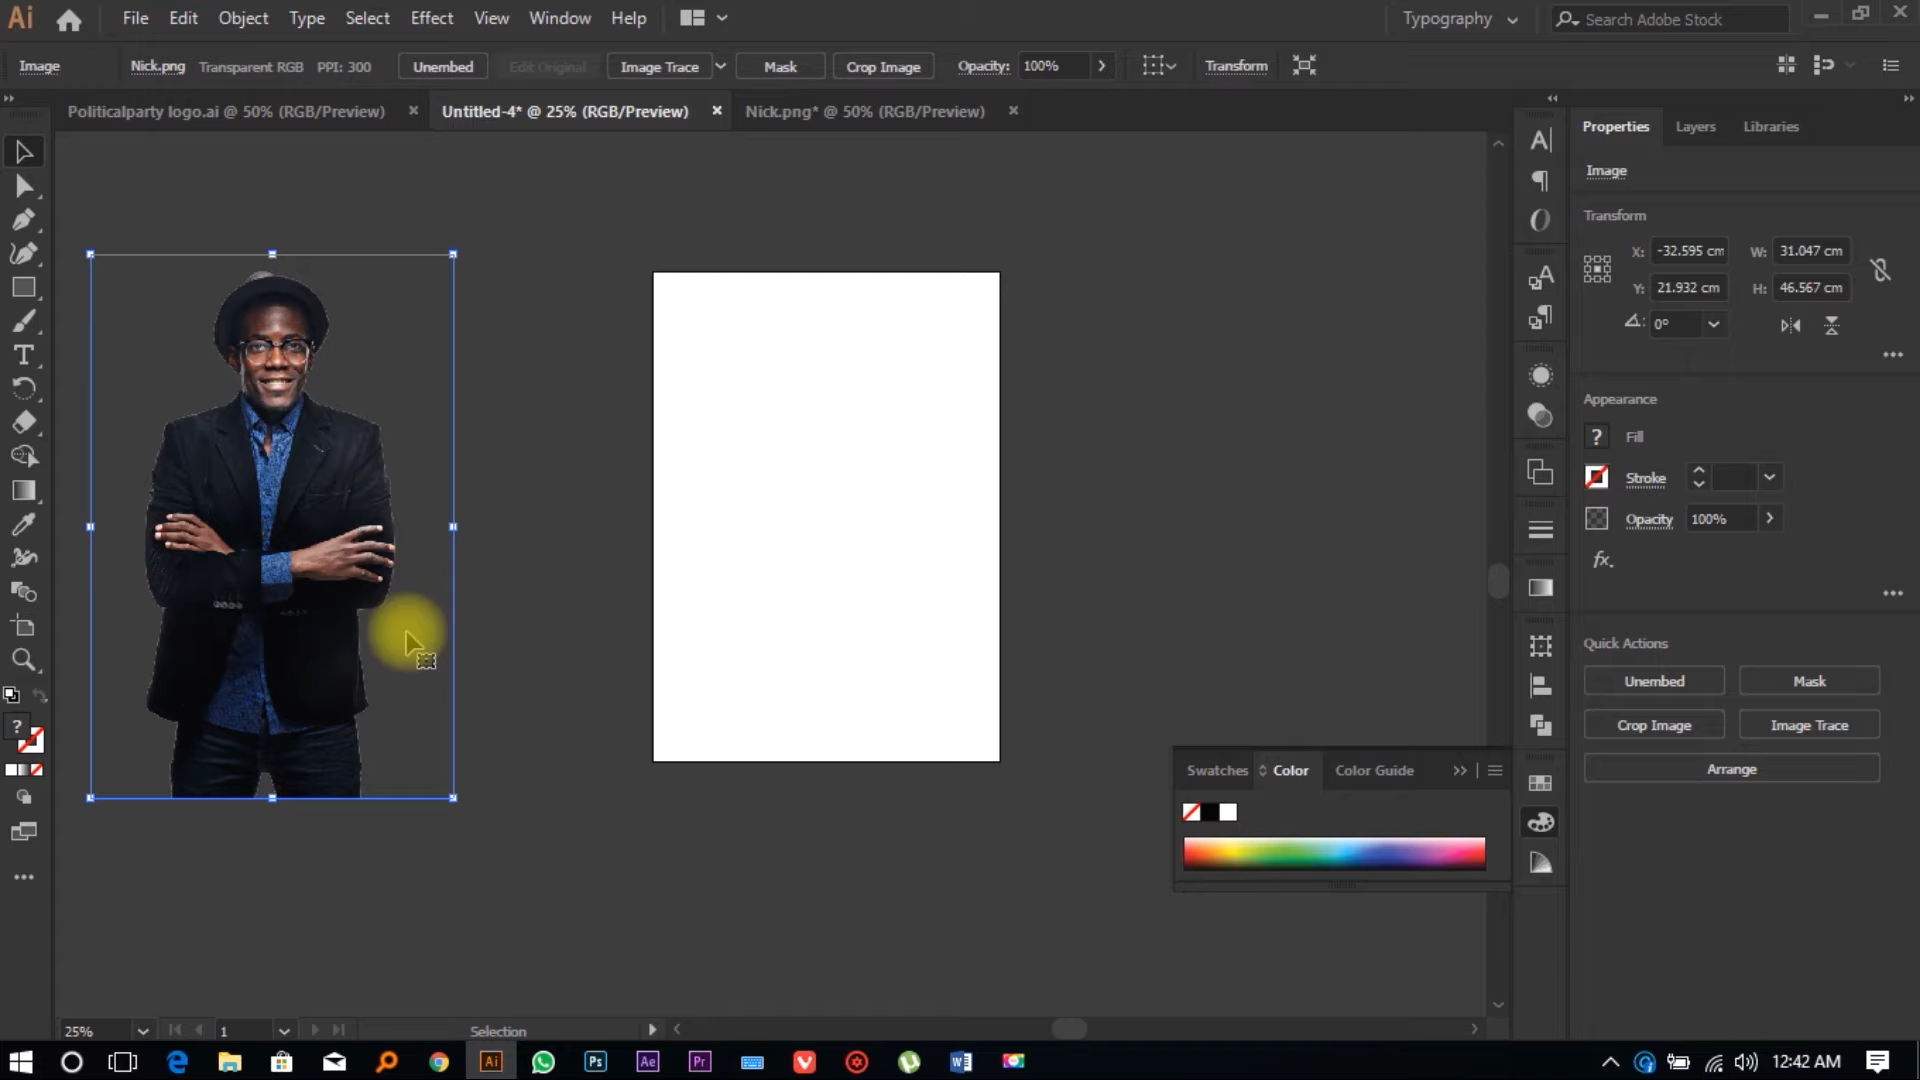 Ai File Edit Object Type Select Effect View Window Help Typography Search Adobe Stock
Image Nick.png Transparent RGB PPI: 300 Unembed Edit Original Image Trace Mask Crop Image Opacity: 100% Transform
Politicalparty logo.ai @ 50% (RGB/Preview) Untitled-4* @ 25% (RGB/Preview) Nick.png* @ 50% (RGB/Preview)
Properties Layers Libraries
Image
Transform
X: -32.595 cm W: 31.047 cm
Y: 21.932 cm H: 46.567 cm
0°
Appearance
? Fill
Stroke
Opacity 100%
fx.
Quick Actions
Unembed Mask
Crop Image Image Trace
Arrange
Swatches Color Color Guide
?
25% 1 Selection
Ai Ps Ae Pr 12:42 AM